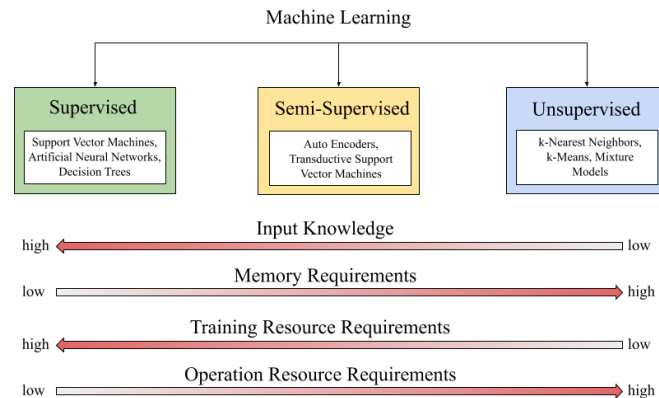 Machine Learning
Supervised
Support Vector Machines,
Artificial Neural Networks,
Decision Trees
Semi-Supervised
Auto Encoders,
Transductive Support
Vector Machines
Unsupervised
k-Nearest Neighbors,
k-Means, Mixture
Models
Input Knowledge
high low
Memory Requirements
low high
Training Resource Requirements
high low
Operation Resource Requirements
low high